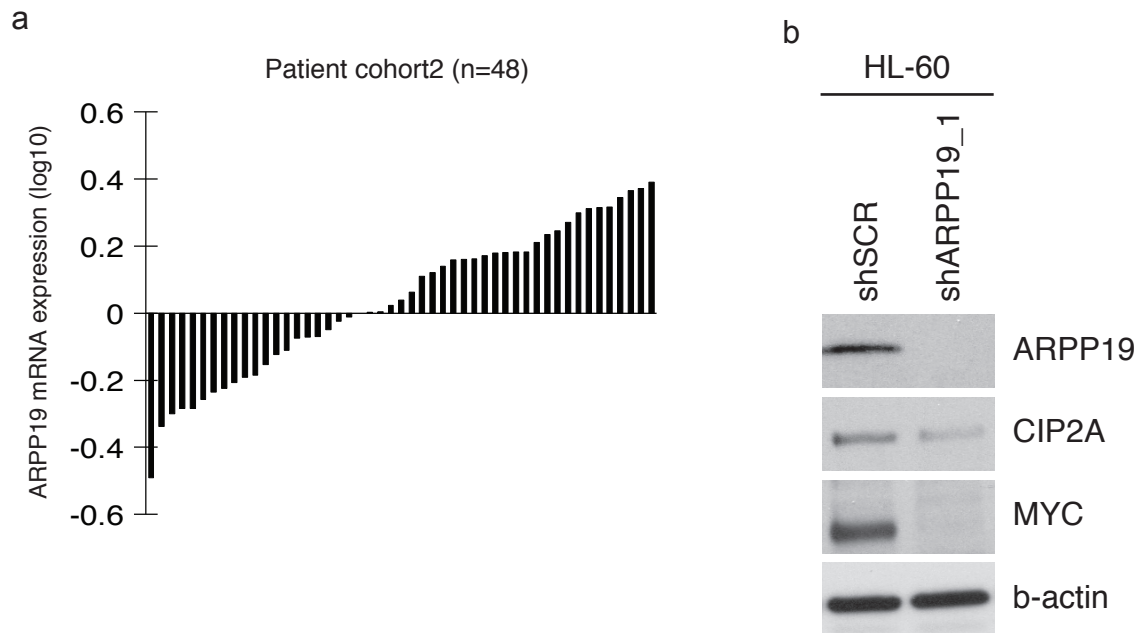 a
Patient cohort2 (n=48)
ARPP19 mRNA expression (log10)
0.6
0.4
0.2
0
-0.2
-0.4
-0.6
b
HL-60
shSCR
shARPP19_1
ARPP19
CIP2A
MYC
b-actin